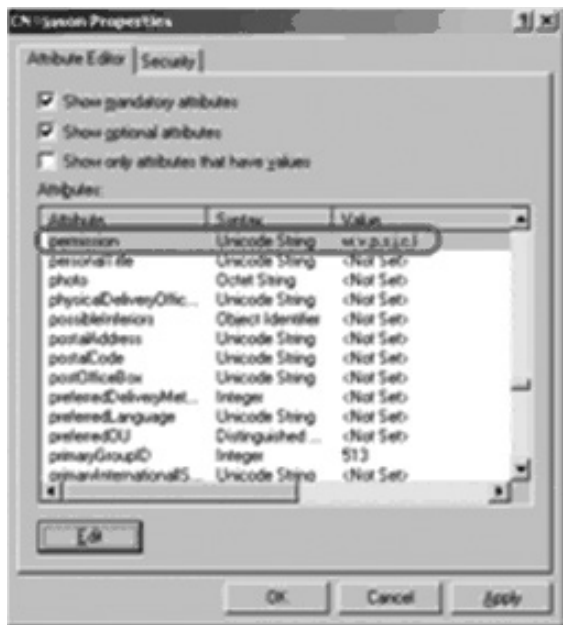 Properties
Attribute Editor Security
Show mandatory attributes
Show optional attributes
Show only attributes that have values
Attributes:
Attribute Syntax Value
permission Unicode String
personalTitle Unicode String <Not Set>
photo Octet String <Not Set>
physicalDeliveryOffic... Unicode String <Not Set>
possibleInferiors Object Identifier <Not Set>
postalAddress Unicode String <Not Set>
postalCode Unicode String <Not Set>
postOfficeBox Unicode String <Not Set>
preferredDeliveryMet... Integer <Not Set>
preferredLanguage Unicode String <Not Set>
preferredOU Distinguished ... <Not Set>
primaryGroupID Integer 513
primaryInternationalIS... Unicode String <Not Set>
Edit
OK Cancel Apply